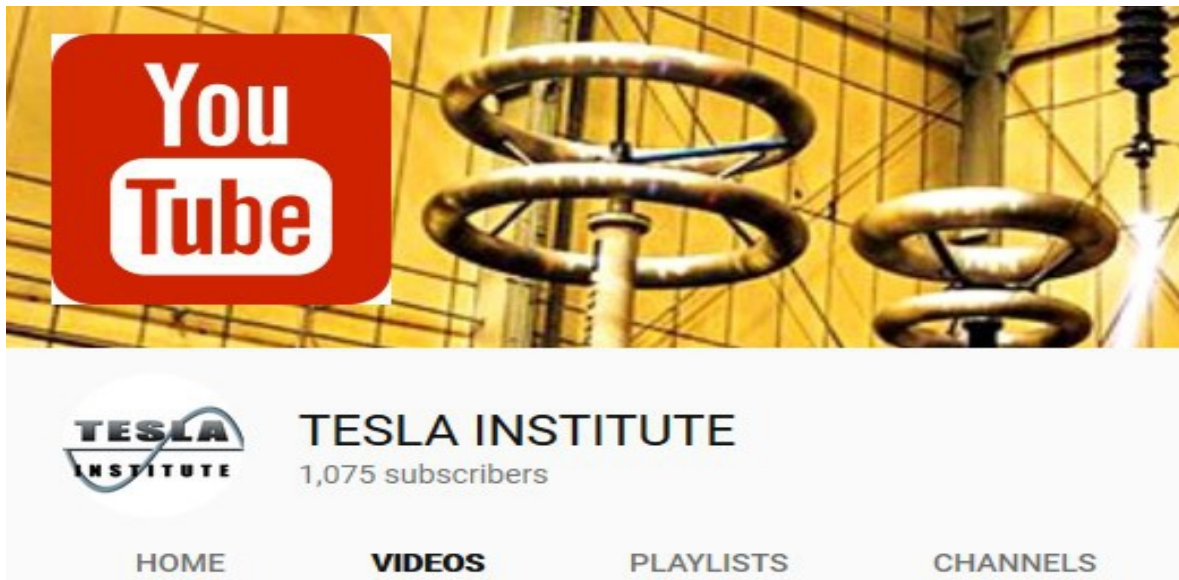 You
Tube
TESLA
INSTITUTE
TESLA INSTITUTE
1,075 subscribers
HOME VIDEOS PLAYLISTS CHANNELS